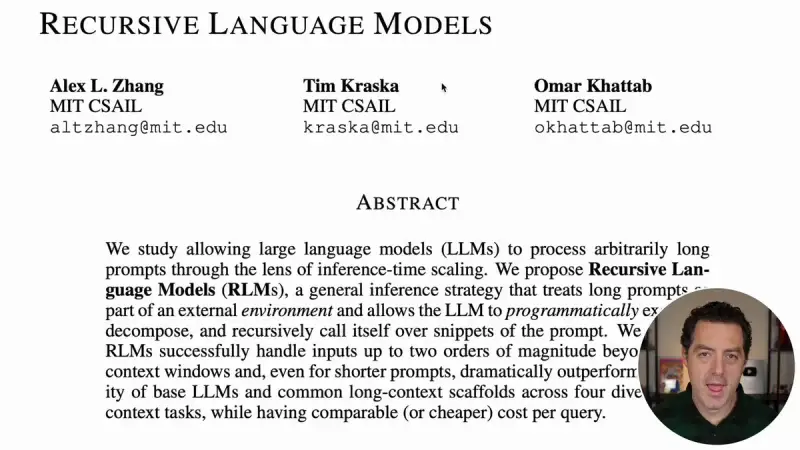 RECURSIVE LANGUAGE MODELS
Alex L. Zhang Tim Kraska Omar Khattab
MIT CSAIL MIT CSAIL MIT CSAIL
altzhang@mit.edu kraska@mit.edu okhattab@mit.edu
ABSTRACT
We study allowing large language models (LLMs) to process arbitrarily long
prompts through the lens of inference-time scaling. We propose Recursive Lan-
guage Models (RLMs), a general inference strategy that treats long prompts
part of an external environment and allows the LLM to programmatically
decompose, and recursively call itself over snippets of the prompt. We
RLMs successfully handle inputs up to two orders of magnitude
context windows and, even for shorter prompts, dramatically outperform
ity of base LLMs and common long-context scaffolds across four
context tasks, while having comparable (or cheaper) cost per query.